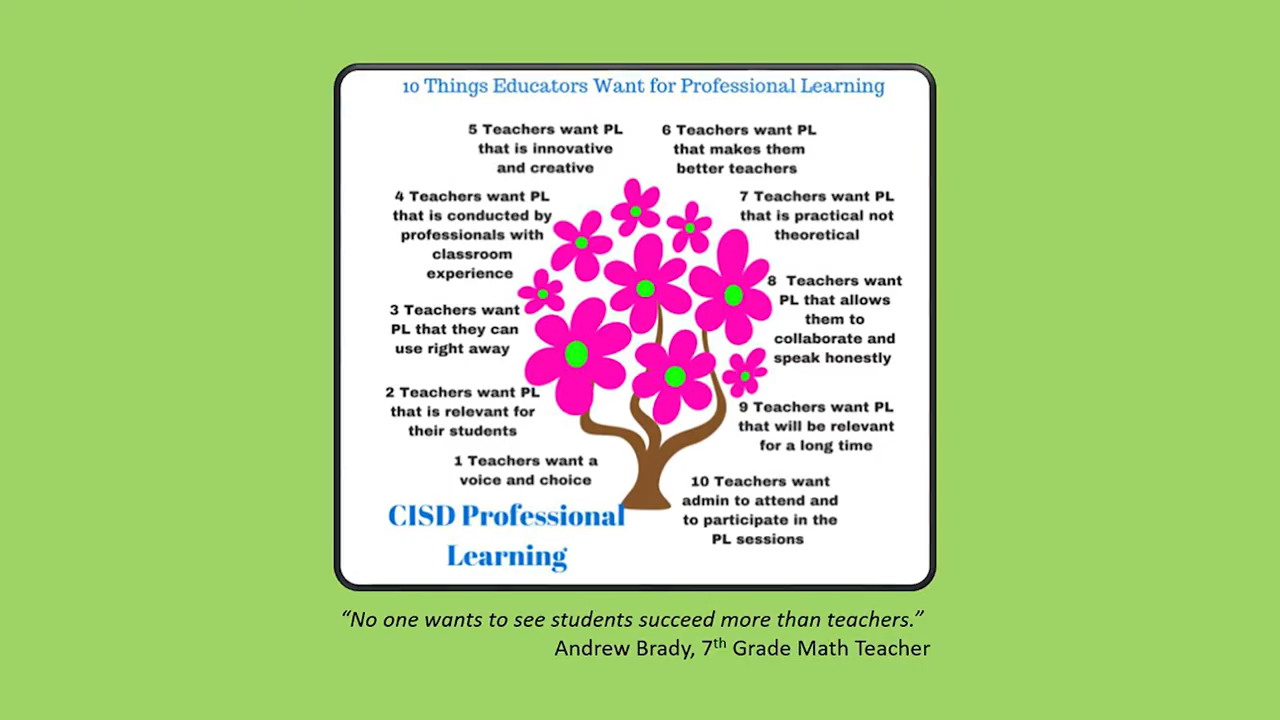 10 Things Educators Want for Professional Learning
5 Teachers want PL
that is innovative
and creative
6 Teachers want PL
that makes them
better teachers
4 Teachers want PL
that is conducted by
professionals with
classroom
experience
7 Teachers want PL
that is practical not
theoretical
3 Teachers want
PL that they can
use right away
8 Teachers want
PL that allows
them to
collaborate and
speak honestly
2 Teachers want PL
that is relevant for
their students
9 Teachers want PL
that will be relevant
for a long time
1 Teachers want a
voice and choice
10 Teachers want
admin to attend and
to participate in the
PL sessions
CISD Professional
Learning
“No one wants to see students succeed more than teachers.”
Andrew Brady, 7th Grade Math Teacher